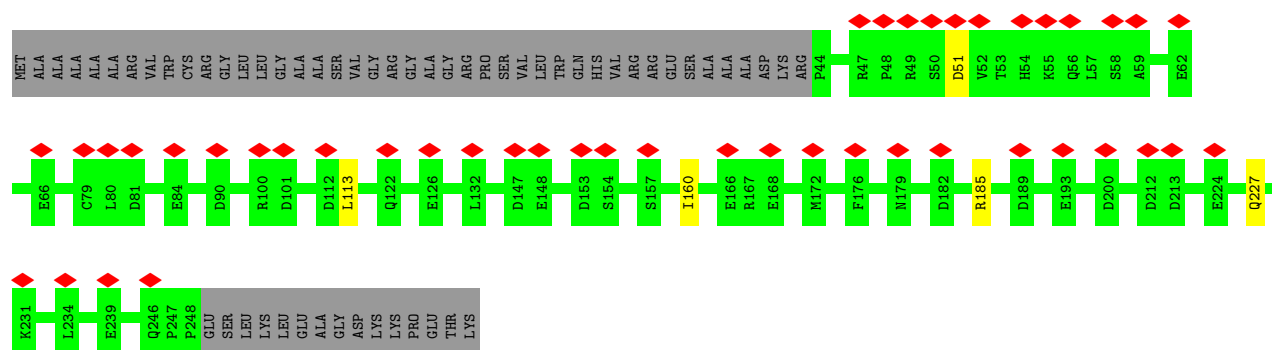 MET ALA ALA ALA ALA ALA ARG VAL TRP CYS ARG GLY LEU LEU GLY ALA ALA SER VAL GLY ARG GLY ALA GLY ARG PRO SER VAL LEU TRP GLN HIS VAL ARG ARG GLU SER ALA ALA ALA ASP LYS ARG P44 R47 P48 R49 S50 D51 V52 T53 H54 K55 Q56 L57 S58 A59 E62
E66 C79 L80 D81 E84 D90 R100 D101 D112 L113 Q122 E126 L132 D147 E148 D153 S154 S157 I160 E166 R167 E168 M172 F176 N179 D182 R185 D189 E193 D200 D212 D213 E224 Q227
K231 L234 E239 Q246 P247 P248 GLU SER LEU LYS LEU GLU ALA GLY ASP LYS LYS PRO GLU THR LYS